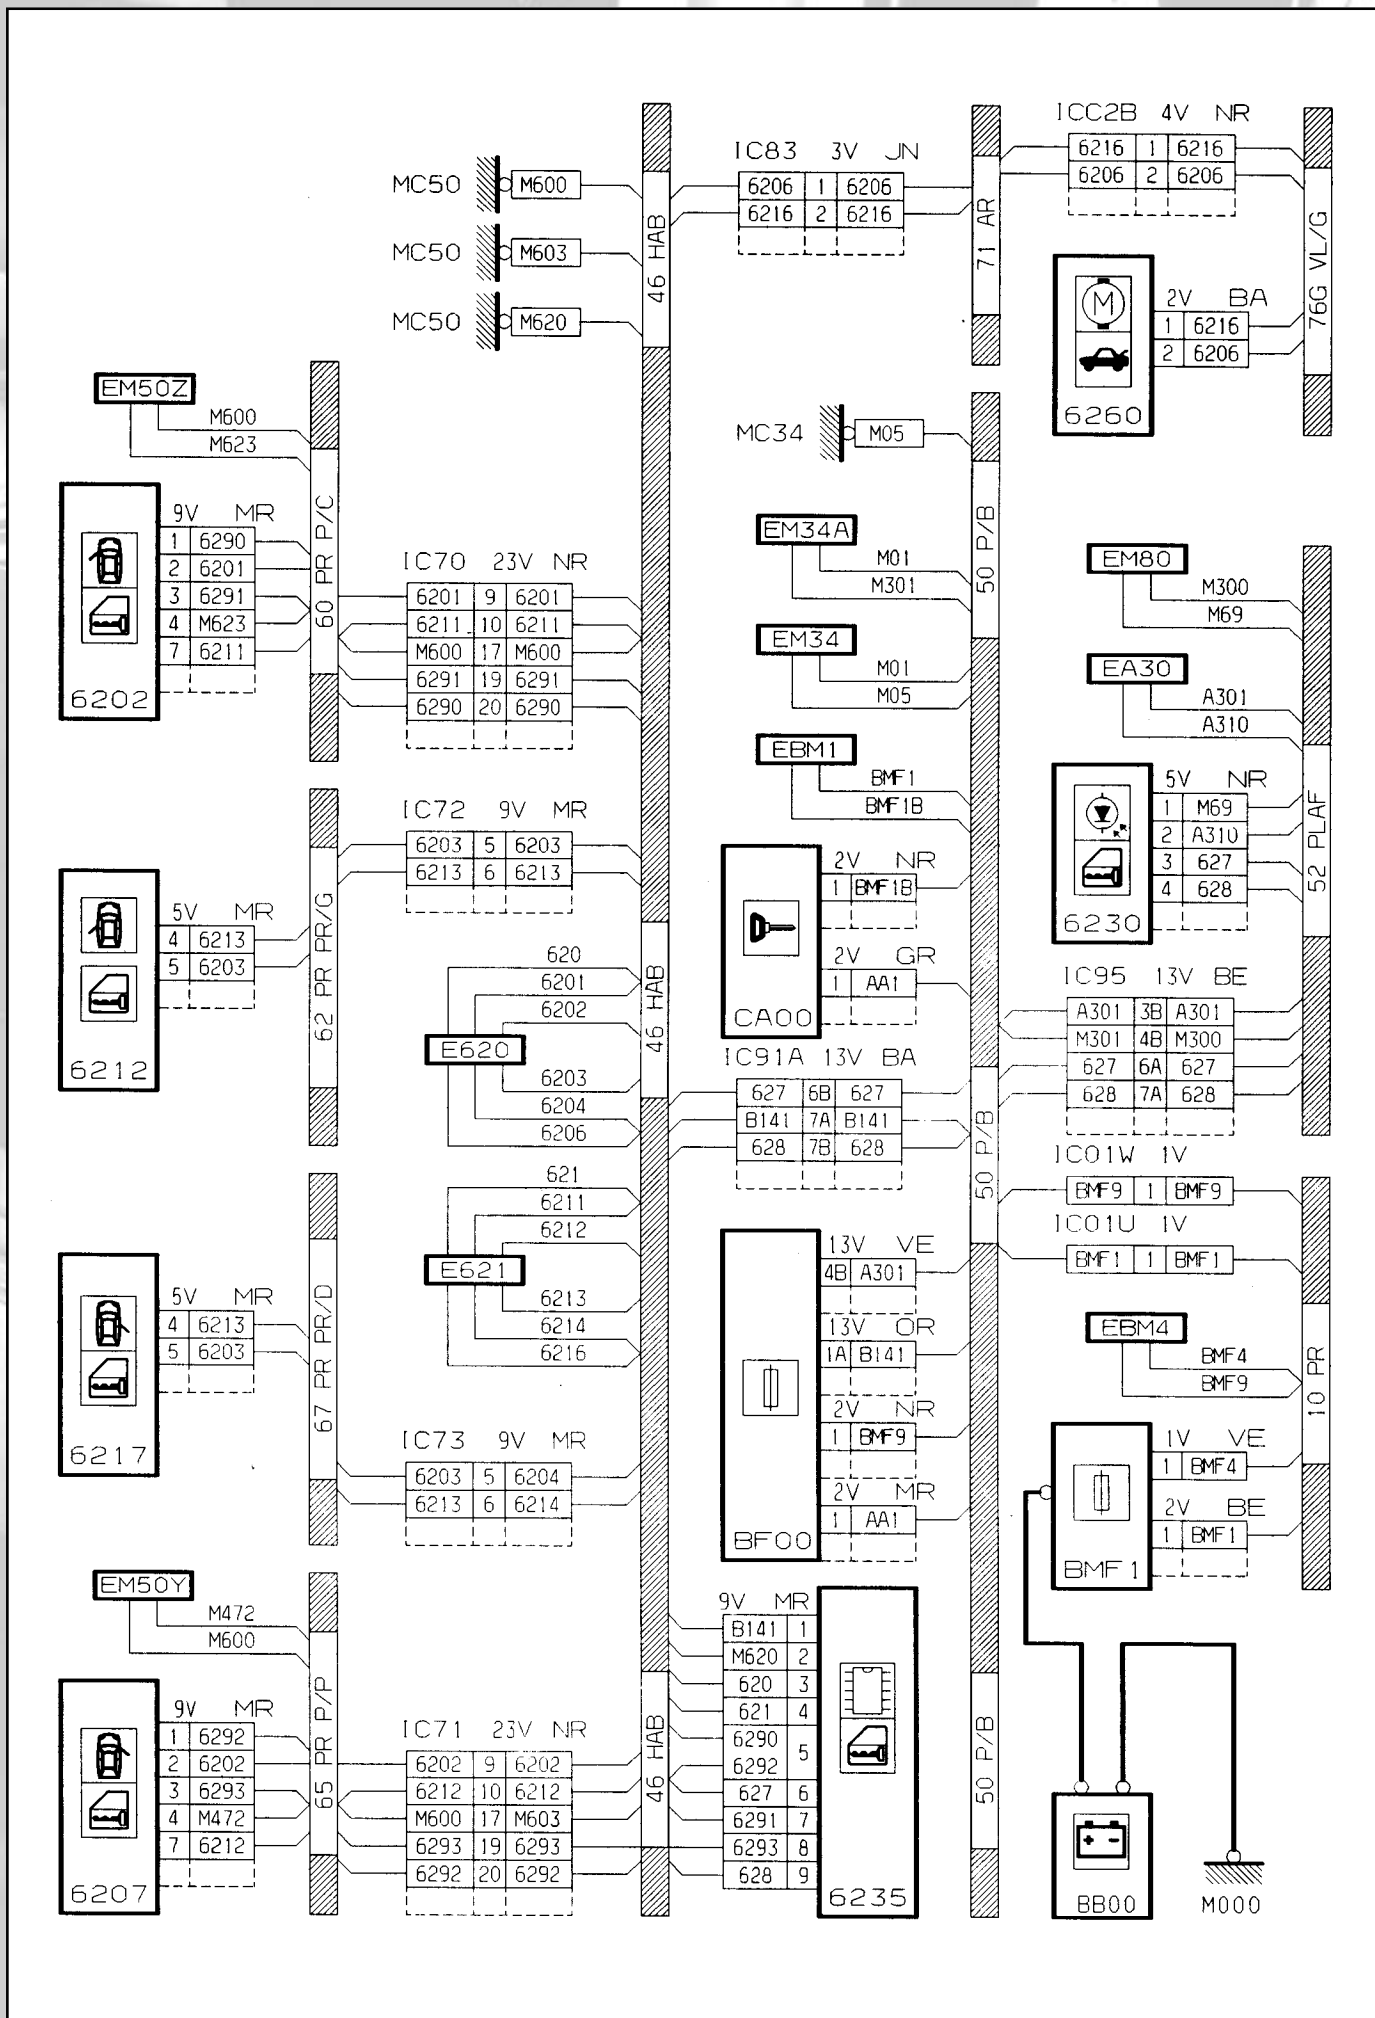 MC50 M600
MC50 M603
MC50 M620
46 HAB
IC83 3V JN
6206 1 6206
6216 2 6216
71 AR
ICC2B 4V NR
6216 1 6216
6206 2 6206
76G VL/G
2V BA
1 6216
2 6206
6260
EM50Z
M600
M623
9V MR
1 6290
2 6201
3 6291
4 M623
7 6211
6202
60 PR P/C
IC70 23V NR
6201 9 6201
6211 10 6211
M600 17 M600
6291 19 6291
6290 20 6290
MC34 M05
50 P/B
EM34A
M01
M301
EM34
M01
M05
EBM1
BMF1
BMF1B
2V NR
1 BMF1B
2V GR
1 AA1
CA00
EM80
M300
M69
EA30
A301
A310
5V NR
1 M69
2 A310
3 627
4 628
6230
52 PLAF
5V MR
4 6213
5 6203
6212
62 PR PR/G
IC72 9V MR
6203 5 6203
6213 6 6213
620
6201
6202
E620
6203
6204
6206
46 HAB
IC91A 13V BA
627 6B 627
B141 7A B141
628 7B 628
50 P/B
IC95 13V BE
A301 3B A301
M301 4B M300
627 6A 627
628 7A 628
IC01W 1V
BMF9 1 BMF9
IC01U 1V
BMF1 1 BMF1
621
6211
6212
E621
6213
6214
6216
5V MR
4 6213
5 6203
6217
67 PR PR/D
IC73 9V MR
6203 5 6204
6213 6 6214
13V VE
4B A301
13V OR
1A B141
2V NR
1 BMF9
2V MR
1 AA1
BF00
EBM4
BMF4
BMF9
10 PR
1V VE
1 BMF4
2V BE
1 BMF1
BMF1
EM50Y
M472
M600
9V MR
1 6292
2 6202
3 6293
4 M472
7 6212
6207
65 PR P/P
IC71 23V NR
6202 9 6202
6212 10 6212
M600 17 M603
6293 19 6293
6292 20 6292
46 HAB
9V MR
B141 1
M620 2
620 3
621 4
6290
5
6292
627 6
6291 7
6293 8
628 9
6235
50 P/B
M
+ -
BB00
M000